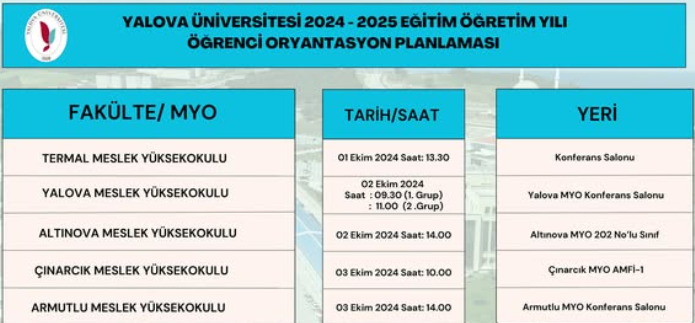 YALOVA ÜNİVERSİTESİ 2024 - 2025 EĞİTİM ÖĞRETİM YILI
ÖĞRENCİ ORYANTASYON PLANLAMASI
FAKÜLTE/ MYO
TARİH/SAAT
YERİ
TERMAL MESLEK YÜKSEKOKULU
01 Ekim 2024 Saat: 13.30
Konferans Salonu
YALOVA MESLEK YÜKSEKOKULU
02 Ekim 2024
Saat : 09.30 (1. Grup)
: 11.00 (2 .Grup)
Yalova MYO Konferans Salonu
ALTINOVA MESLEK YÜKSEKOKULU
02 Ekim 2024 Saat: 14.00
Altınova MYO 202 No'lu Sınıf
ÇINARCIK MESLEK YÜKSEKOKULU
03 Ekim 2024 Saat: 10.00
Çınarcık MYO AMFİ-1
ARMUTLU MESLEK YÜKSEKOKULU
03 Ekim 2024 Saat: 14.00
Armutlu MYO Konferans Salonu